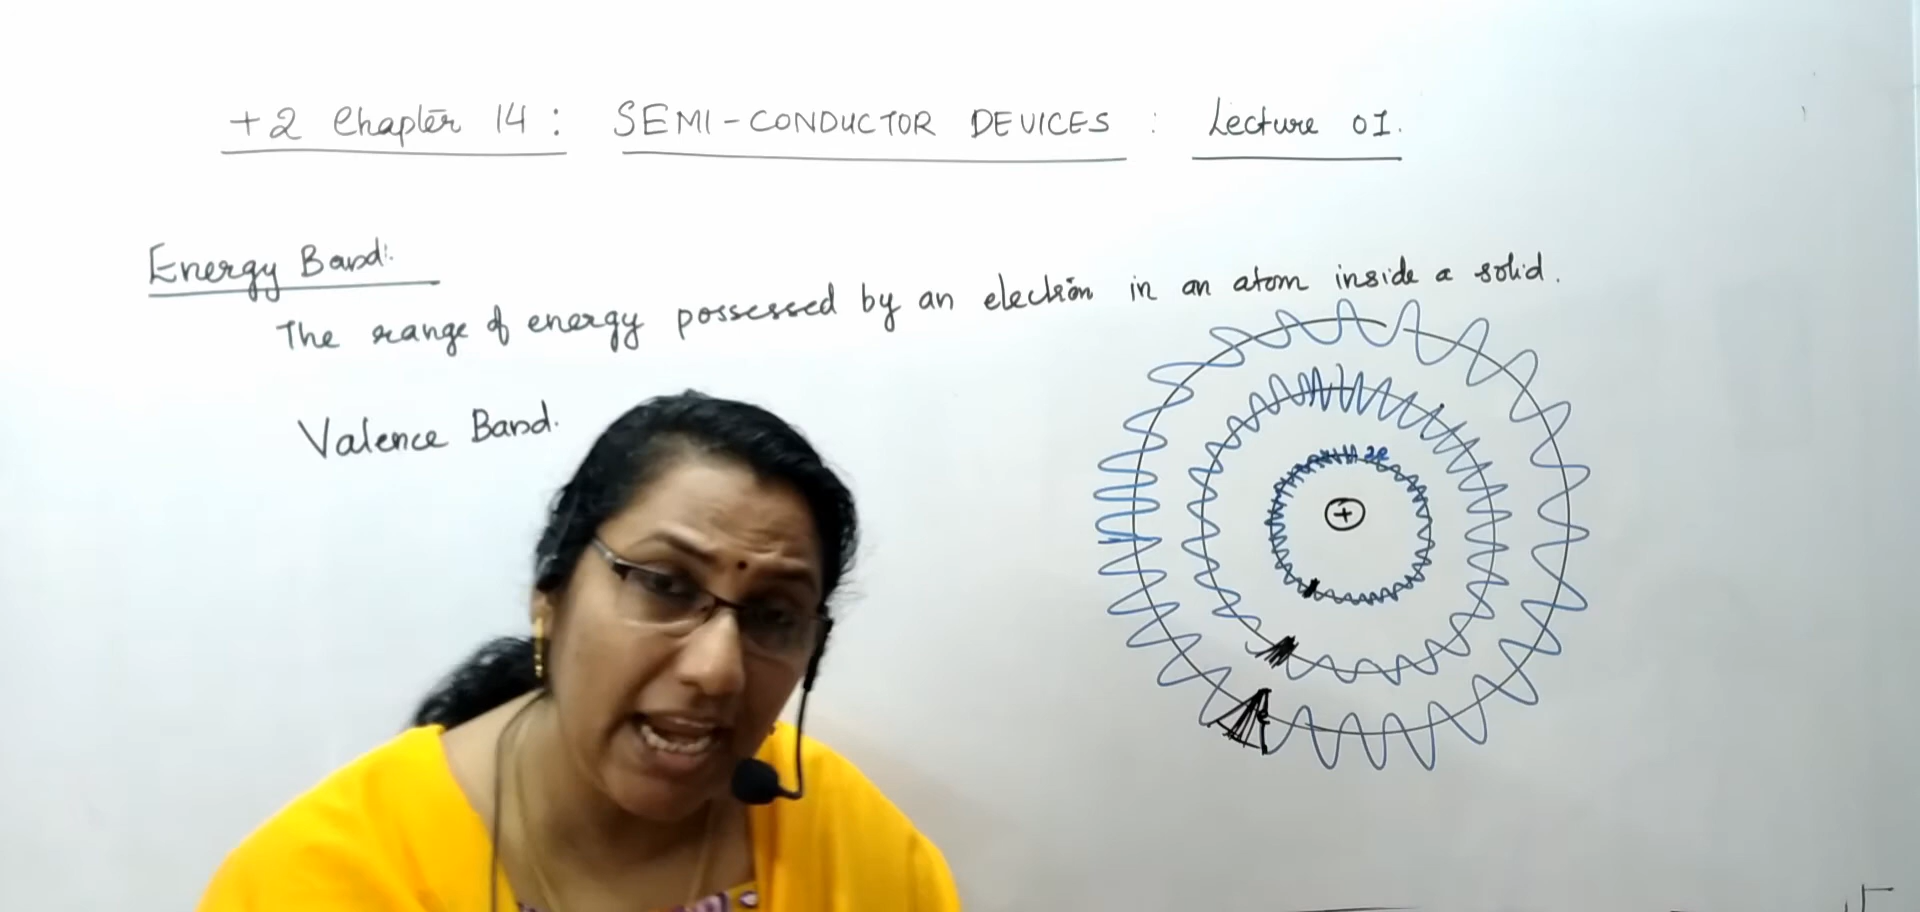 +2 Chapter 14 : SEMI-CONDUCTOR DEVICES : Lecture 01.
Energy Band:
The range of energy possessed by an electron in an atom inside a solid.
Valence Band.
+